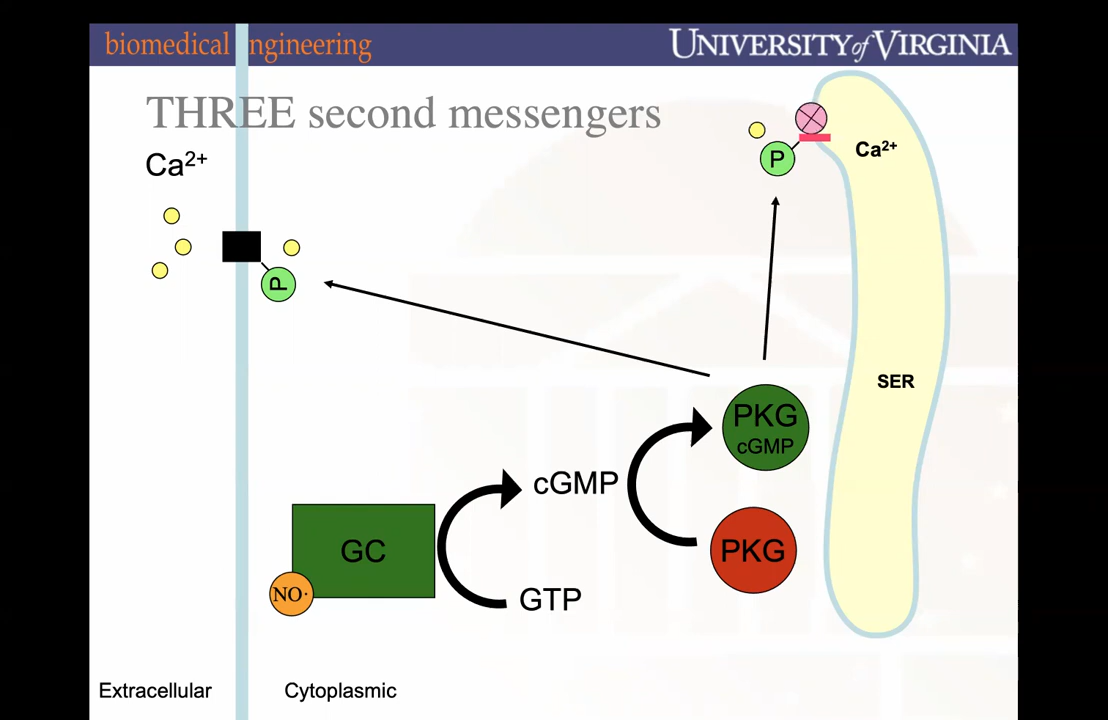 biomedical engineering
UNIVERSITY of VIRGINIA
THREE second messengers
Ca²⁺
P
Ca²⁺
P
SER
PKG
cGMP
cGMP
GC
PKG
NO·
GTP
Extracellular
Cytoplasmic